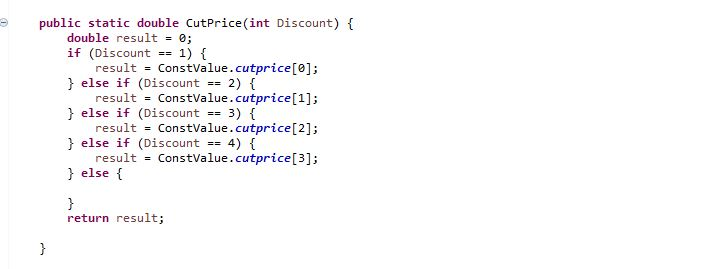 public static double CutPrice(int Discount) {
double result = 0;
if (Discount == 1) {
result = ConstValue.cutprice[0];
} else if (Discount == 2) {
result = ConstValue.cutprice[1];
} else if (Discount == 3) {
result = ConstValue.cutprice[2];
} else if (Discount == 4) {
result = ConstValue.cutprice[3];
} else {
}
return result;
}